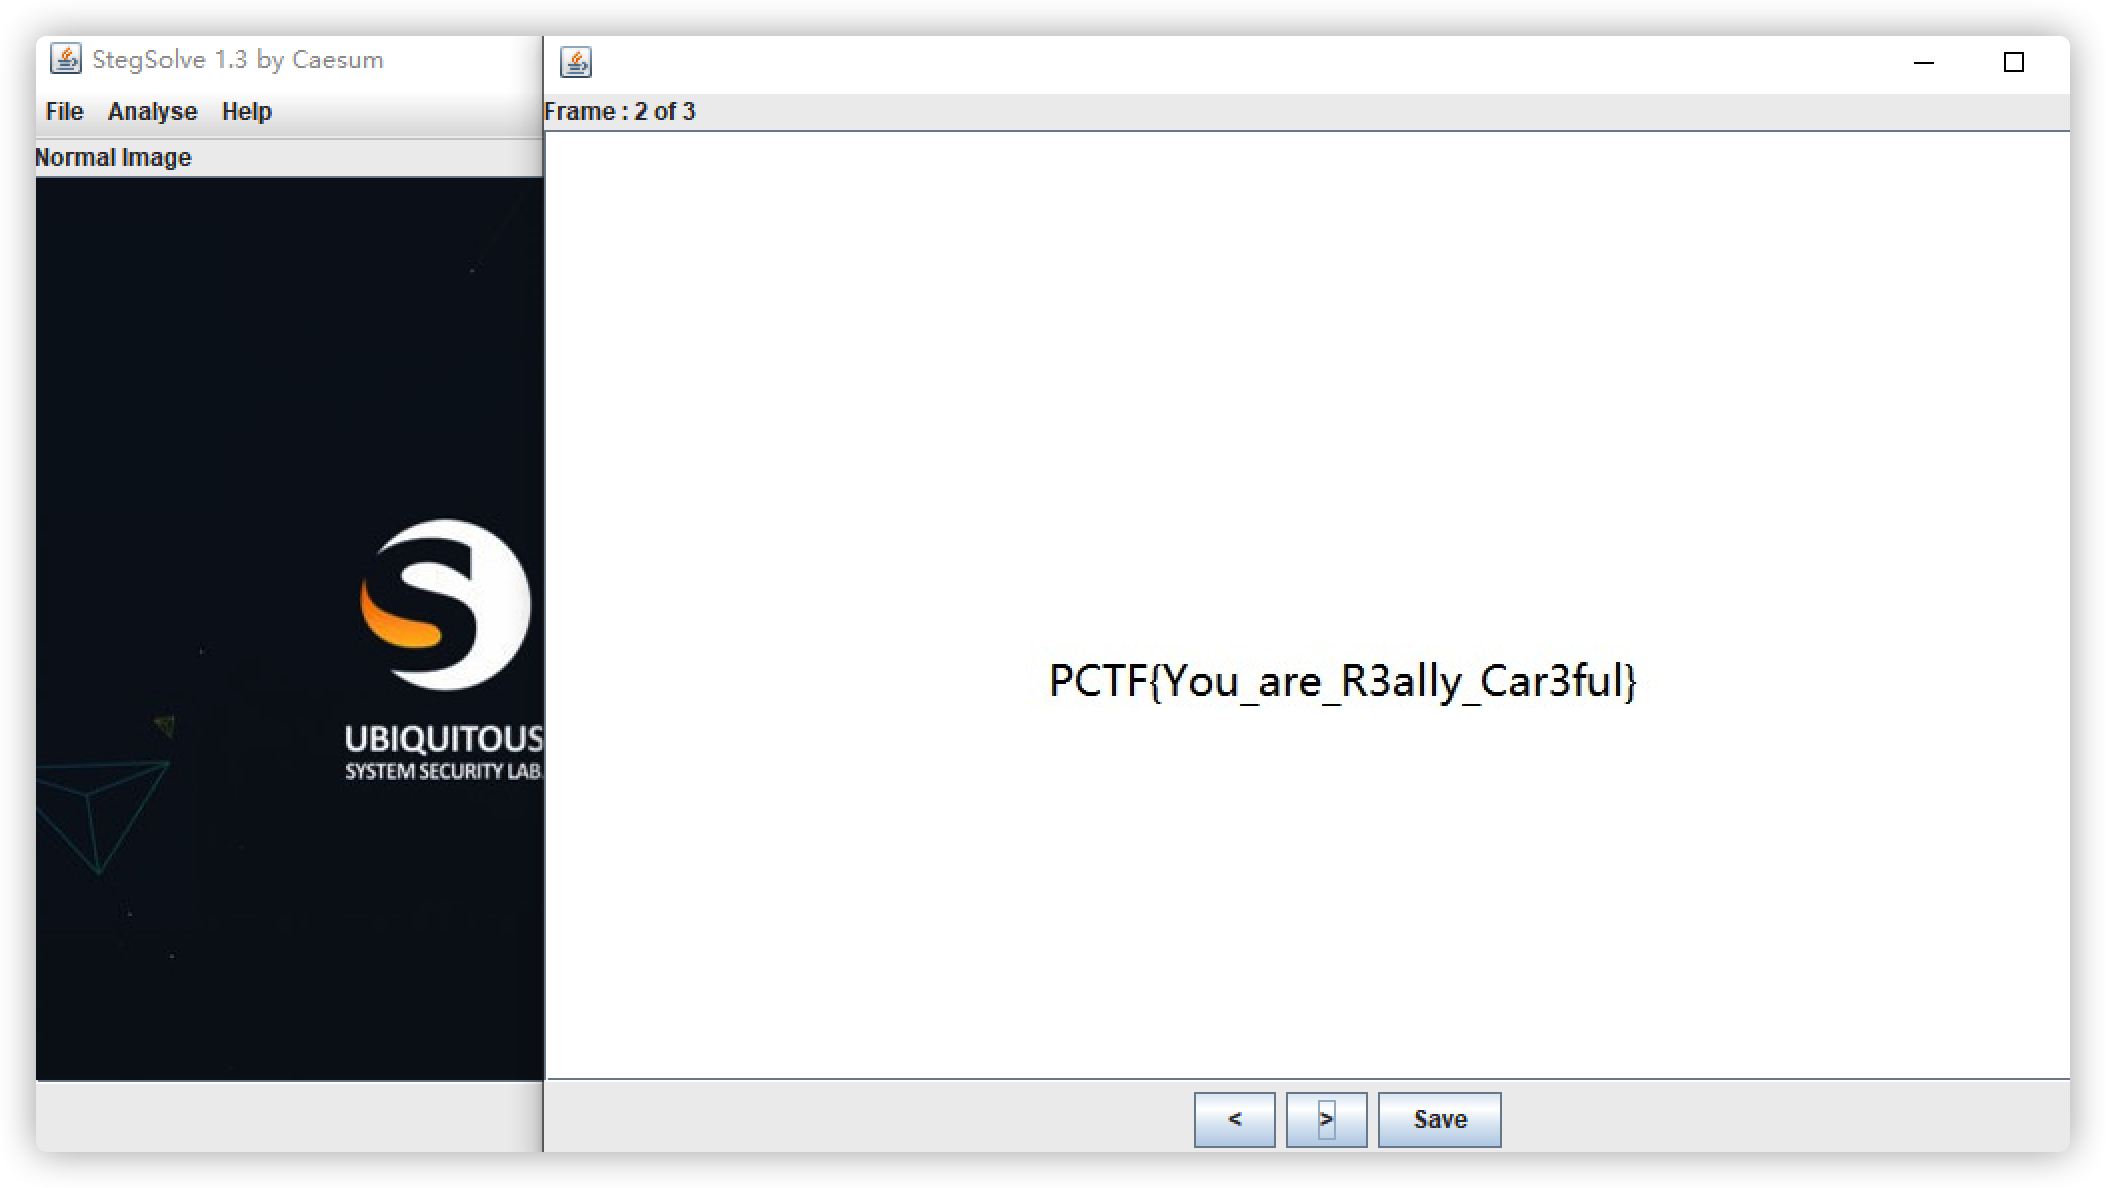 StegSolve 1.3 by Caesum
File Analyse Help
Normal Image
UBIQUITOUS
SYSTEM SECURITY LAB.
Frame : 2 of 3
PCTF{You_are_R3ally_Car3ful}
< > Save